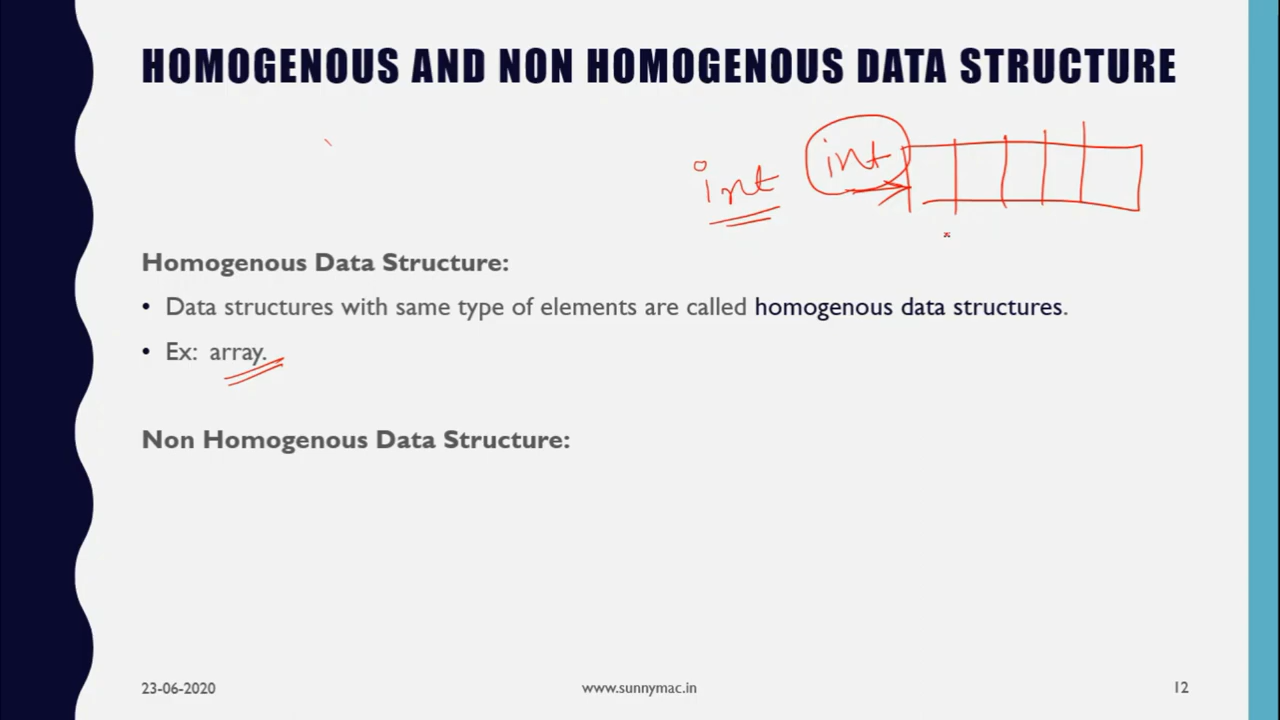 HOMOGENOUS AND NON HOMOGENOUS DATA STRUCTURE
int int
Homogenous Data Structure:
• Data structures with same type of elements are called homogenous data structures.
• Ex: array.
Non Homogenous Data Structure:
23-06-2020 www.sunnymac.in 12